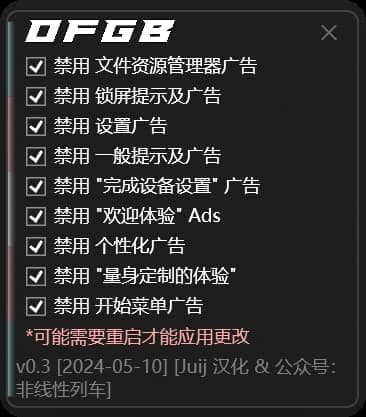 OFGB
禁用 文件资源管理器广告
禁用 锁屏提示及广告
禁用 设置广告
禁用 一般提示及广告
禁用 "完成设备设置" 广告
禁用 "欢迎体验" Ads
禁用 个性化广告
禁用 "量身定制的体验"
禁用 开始菜单广告
*可能需要重启才能应用更改
v0.3 [2024-05-10] [Juij 汉化 & 公众号:
非线性列车]